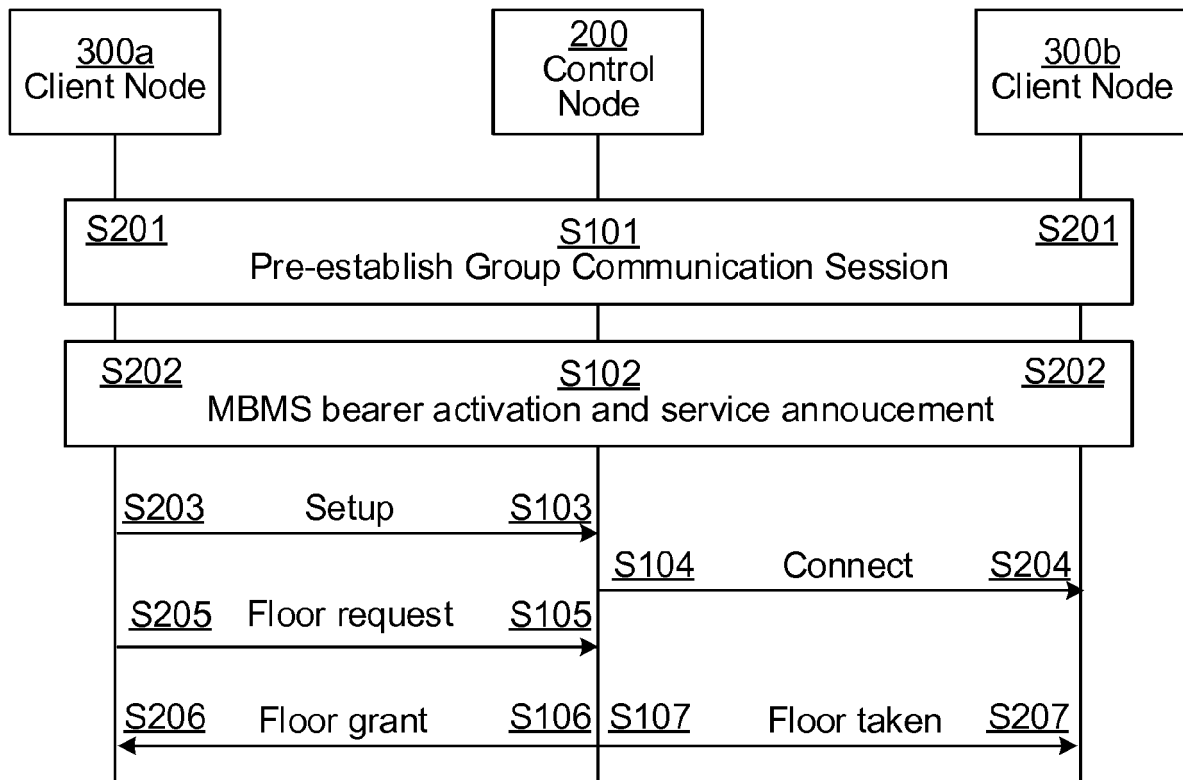 300a
Client Node
200
Control
Node
300b
Client Node
S201 S101 S201
Pre-establish Group Communication Session
S202 S102 S202
MBMS bearer activation and service annoucement
S203 Setup S103
S104 Connect S204
S205 Floor request S105
S206 Floor grant S106 S107 Floor taken S207